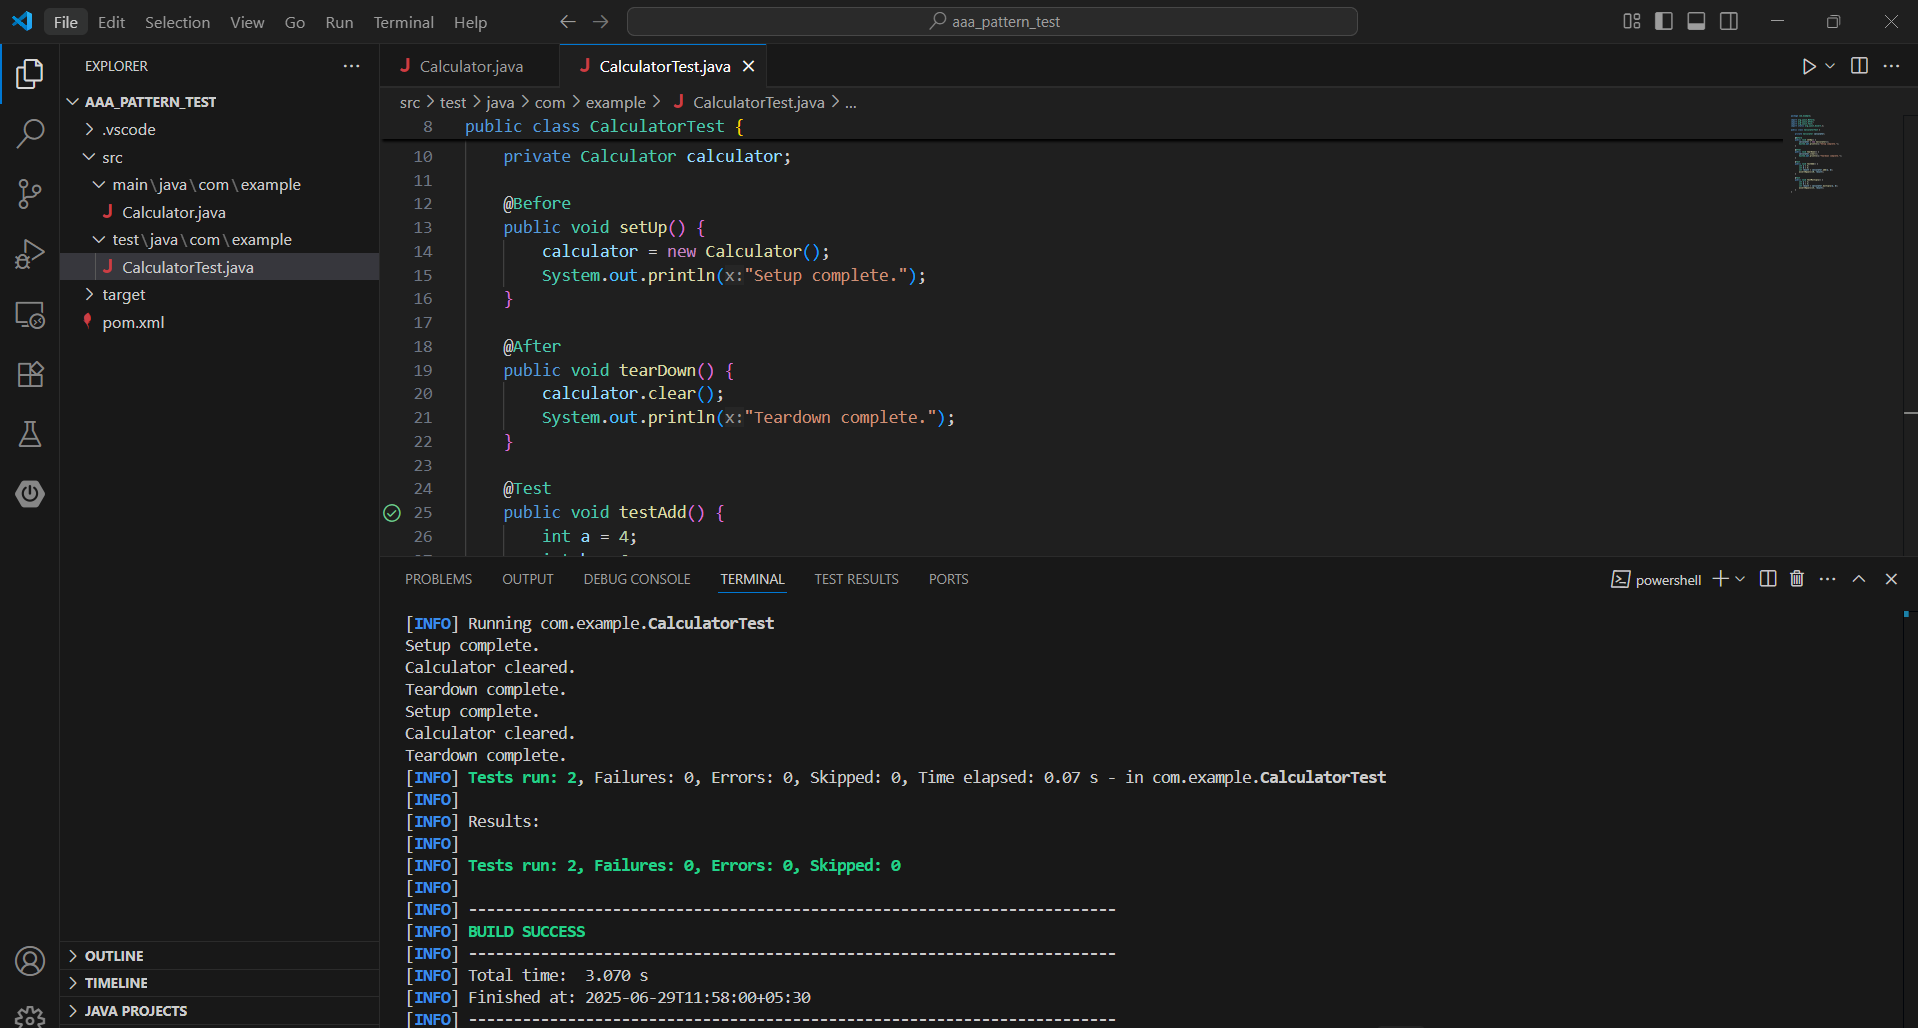 File Edit Selection View Go Run Terminal Help
aaa_pattern_test
EXPLORER
AAA_PATTERN_TEST
.vscode
src
main\java\com\example
Calculator.java
test\java\com\example
CalculatorTest.java
target
pom.xml
OUTLINE
TIMELINE
JAVA PROJECTS
Calculator.java CalculatorTest.java
src > test > java > com > example > CalculatorTest.java > ...
8 public class CalculatorTest {
10 private Calculator calculator;
11
12 @Before
13 public void setUp() {
14 calculator = new Calculator();
15 System.out.println(x:"Setup complete.");
16 }
17
18 @After
19 public void tearDown() {
20 calculator.clear();
21 System.out.println(x:"Teardown complete.");
22 }
23
24 @Test
25 public void testAdd() {
26 int a = 4;
PROBLEMS OUTPUT DEBUG CONSOLE TERMINAL TEST RESULTS PORTS
powershell
[INFO] Running com.example.CalculatorTest
Setup complete.
Calculator cleared.
Teardown complete.
Setup complete.
Calculator cleared.
Teardown complete.
[INFO] Tests run: 2, Failures: 0, Errors: 0, Skipped: 0, Time elapsed: 0.07 s - in com.example.CalculatorTest
[INFO]
[INFO] Results:
[INFO]
[INFO] Tests run: 2, Failures: 0, Errors: 0, Skipped: 0
[INFO]
[INFO] ------------------------------------------------------------------------
[INFO] BUILD SUCCESS
[INFO] ------------------------------------------------------------------------
[INFO] Total time:  3.070 s
[INFO] Finished at: 2025-06-29T11:58:00+05:30
[INFO] ------------------------------------------------------------------------